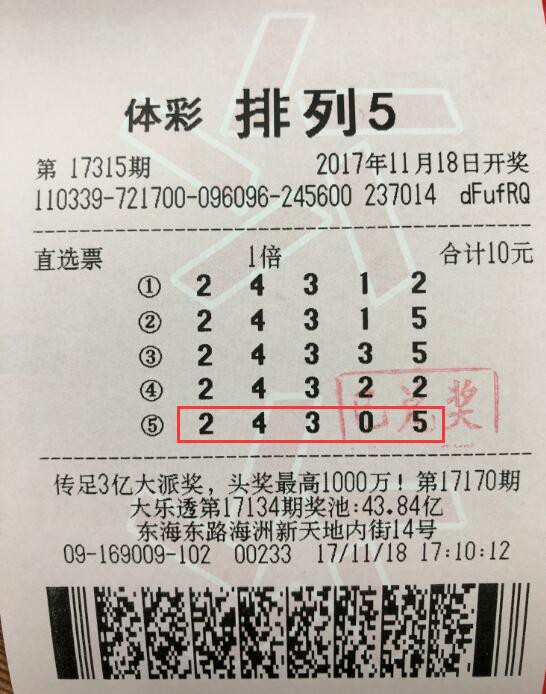 体彩 排列5
第 17315期 2017年11月18日开奖
110339-721700-096096-245600 237014 dFufRQ
直选票 1倍 合计10元
① 2 4 3 1 2
② 2 4 3 1 5
③ 2 4 3 3 5
④ 2 4 3 2 2
⑤ 2 4 3 0 5
已兑奖
传足3亿大派奖，头奖最高1000万！第17170期
大乐透第17134期奖池:43.84亿
东海东路海洲新天地内街14号
09-169009-102 00233 17/11/18 17:10:12